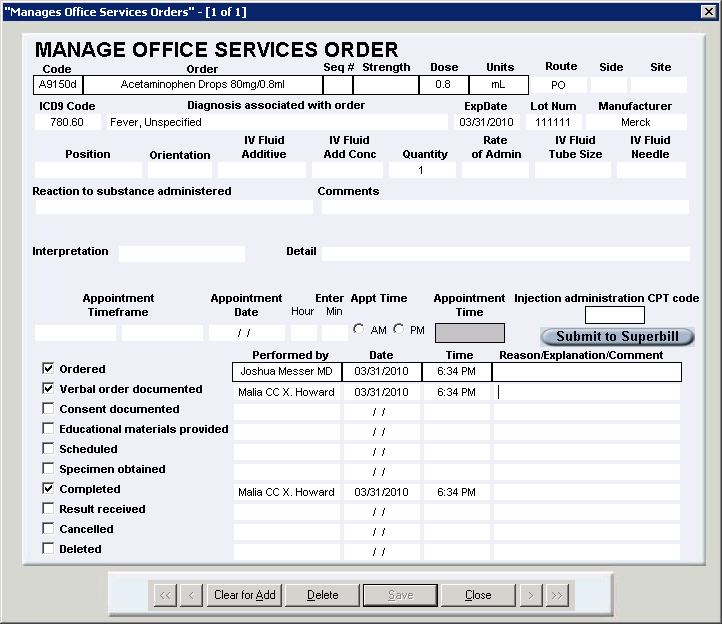 "Manages Office Services Orders" - [1 of 1]
MANAGE OFFICE SERVICES ORDER
Code Order Seq # Strength Dose Units Route Side Site
A9150d Acetaminophen Drops 80mg/0.8ml 0.8 mL PO
ICD9 Code Diagnosis associated with order ExpDate Lot Num Manufacturer
780.60 Fever, Unspecified 03/31/2010 111111 Merck
Position Orientation IV Fluid Additive IV Fluid Add Conc Quantity Rate of Admin IV Fluid Tube Size IV Fluid Needle
1
Reaction to substance administered Comments
Interpretation Detail
Appointment Timeframe Appointment Date Hour Enter Min Appt Time Appointment Time Injection administration CPT code
/ / AM PM Submit to Superbill
Performed by Date Time Reason/Explanation/Comment
Ordered Joshua Messer MD 03/31/2010 6:34 PM
Verbal order documented Malia CC X. Howard 03/31/2010 6:34 PM
Consent documented / /
Educational materials provided / /
Scheduled / /
Specimen obtained / /
Completed Malia CC X. Howard 03/31/2010 6:34 PM
Result received / /
Cancelled / /
Deleted / /
<< < Clear for Add Delete Save Close > >>